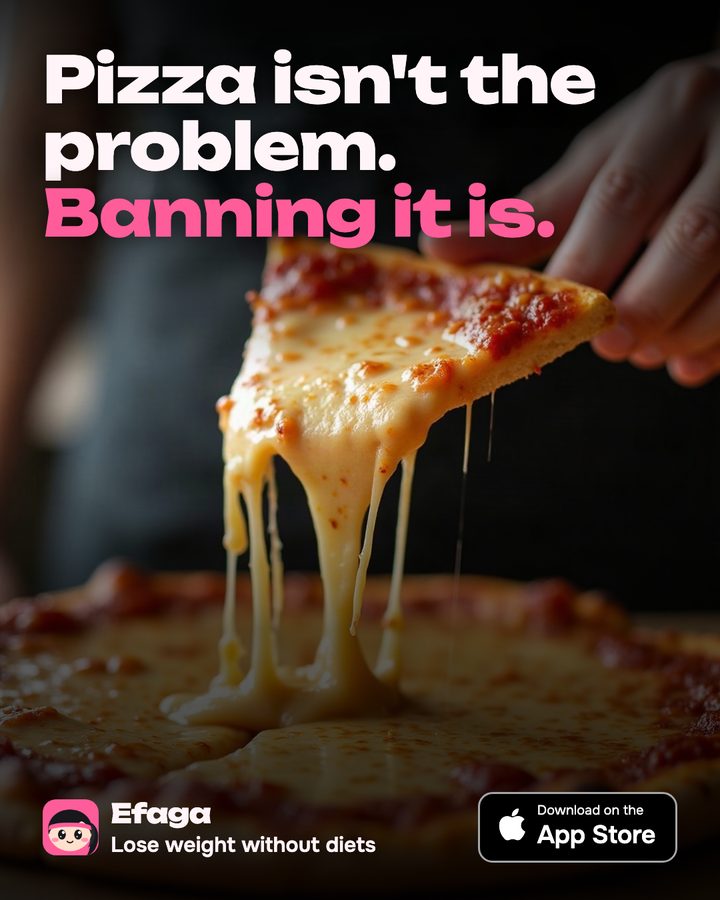 Pizza isn't the
problem.
Banning it is.
Efaga
Lose weight without diets
Download on the
App Store